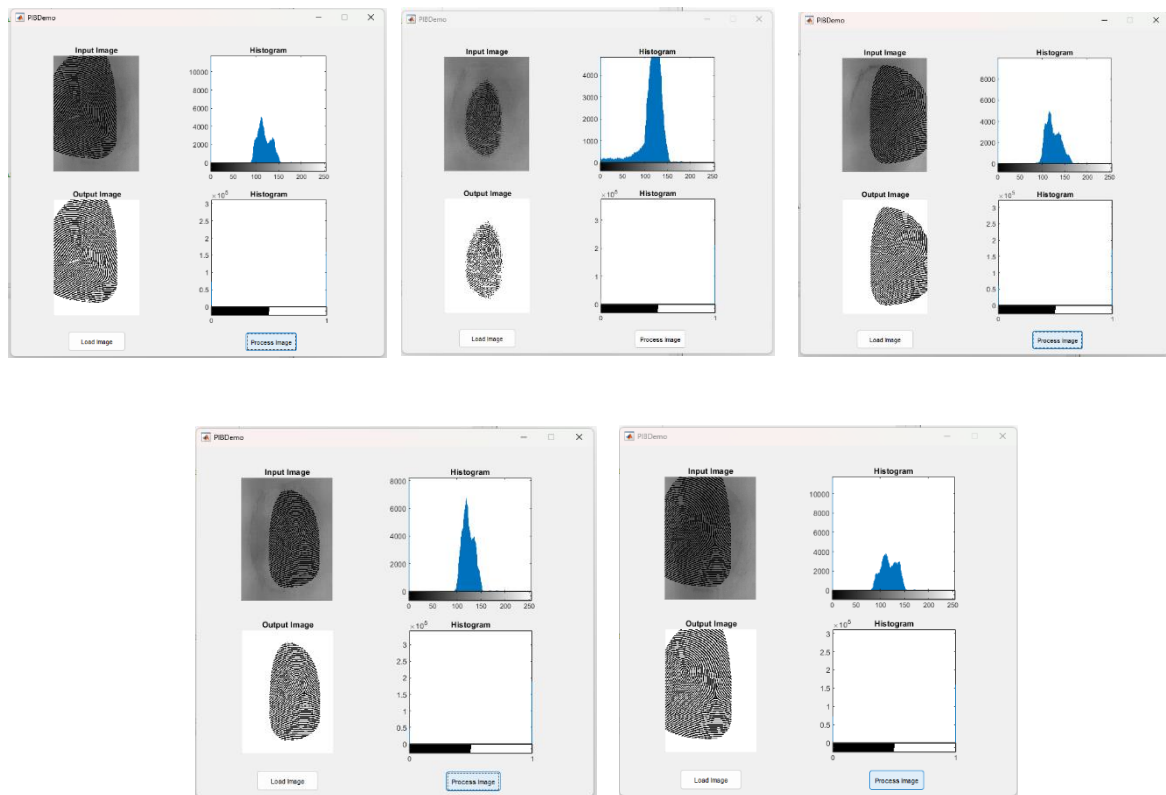 PIBDemo
Input Image
Histogram
10000
8000
6000
4000
2000
0
0 50 100 150 200 250
Output Image
Histogram
×10⁵
3
2.5
2
1.5
1
0.5
0
0 1
Load Image
Process Image
PIBDemo
Input Image
Histogram
4000
3000
2000
1000
0
0 50 100 150 200 250
Output Image
Histogram
×10⁵
3
2
1
0
0 1
Load Image
Process Image
PIBDemo
Input Image
Histogram
8000
6000
4000
2000
0
0 50 100 150 200 250
Output Image
Histogram
×10⁵
3
2.5
2
1.5
1
0.5
0
0 1
Load Image
Process Image
PIBDemo
Input Image
Histogram
8000
6000
4000
2000
0
0 50 100 150 200 250
Output Image
Histogram
×10⁵
3
2.5
2
1.5
1
0.5
0
0 1
Load Image
Process Image
PIBDemo
Input Image
Histogram
10000
8000
6000
4000
2000
0
0 50 100 150 200 250
Output Image
Histogram
×10⁵
3
2.5
2
1.5
1
0.5
0
0 1
Load Image
Process Image